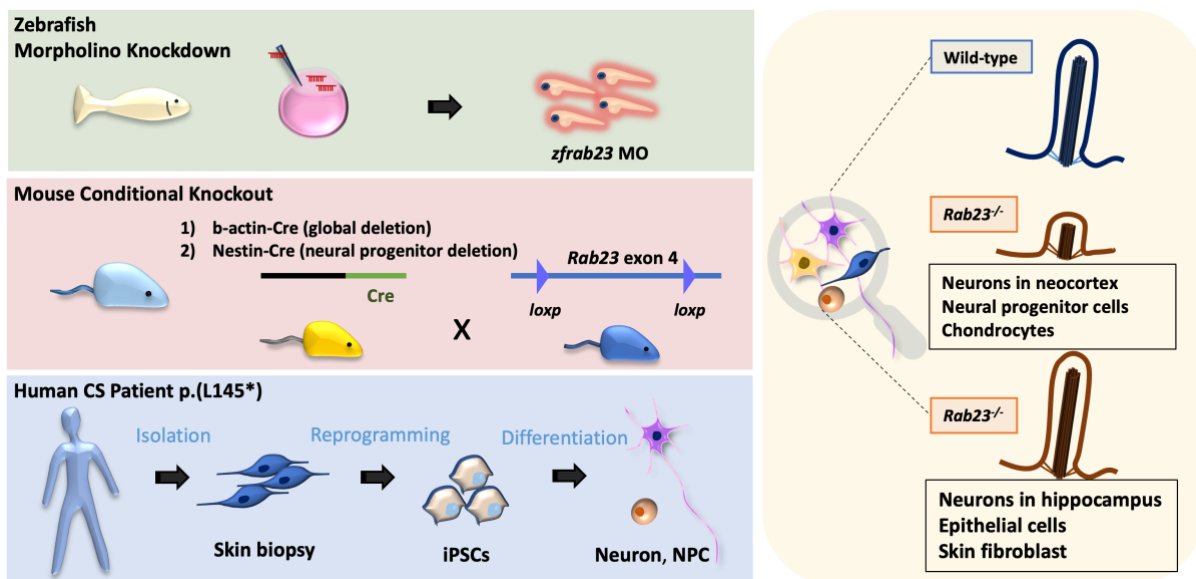 Zebrafish
Morpholino Knockdown
zfrab23 MO
Mouse Conditional Knockout
1) b-actin-Cre (global deletion)
2) Nestin-Cre (neural progenitor deletion)
Rab23 exon 4
Cre
loxp
loxp
X
Human CS Patient p.(L145*)
Isolation
Reprogramming
Differentiation
Skin biopsy
iPSCs
Neuron, NPC
Wild-type
Rab23-/-
Neurons in neocortex
Neural progenitor cells
Chondrocytes
Rab23-/-
Neurons in hippocampus
Epithelial cells
Skin fibroblast